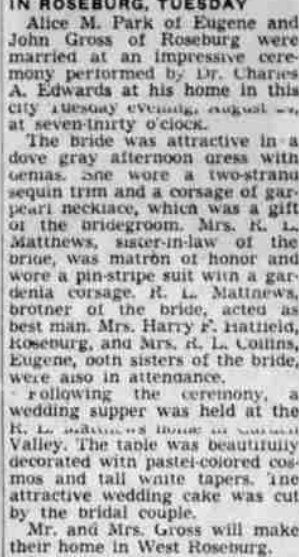 IN ROSEBURG, TUESDAY
Alice M. Park of Eugene and
John Gross of Roseburg were
married at an impressive cere-
mony performed by Dr. Charles
A. Edwards at his home in this
city Tuesday evening, August
at seven-thirty o'clock.
The bride was attractive in a
dove gray afternoon dress with
denias. She wore a two-strand
sequin trim and a corsage of gar-
pearl necklace, which was a gift
of the bridegroom. Mrs. R. L.
Matthews, sister-in-law of the
bride, was matron of honor and
wore a pin-stripe suit with a gar-
denia corsage. R. L. Matthews,
brother of the bride, acted as
best man. Mrs. Harry F. Hatfield,
Roseburg, and Mrs. R. L. Collins,
Eugene, both sisters of the bride,
were also in attendance.
Following the ceremony, a
wedding supper was held at the
R. L. Matthews home in Garden
Valley. The table was beautifully
decorated with pastel-colored cos-
mos and tall white tapers. The
attractive wedding cake was cut
by the bridal couple.
Mr. and Mrs. Gross will make
their home in West Roseburg.